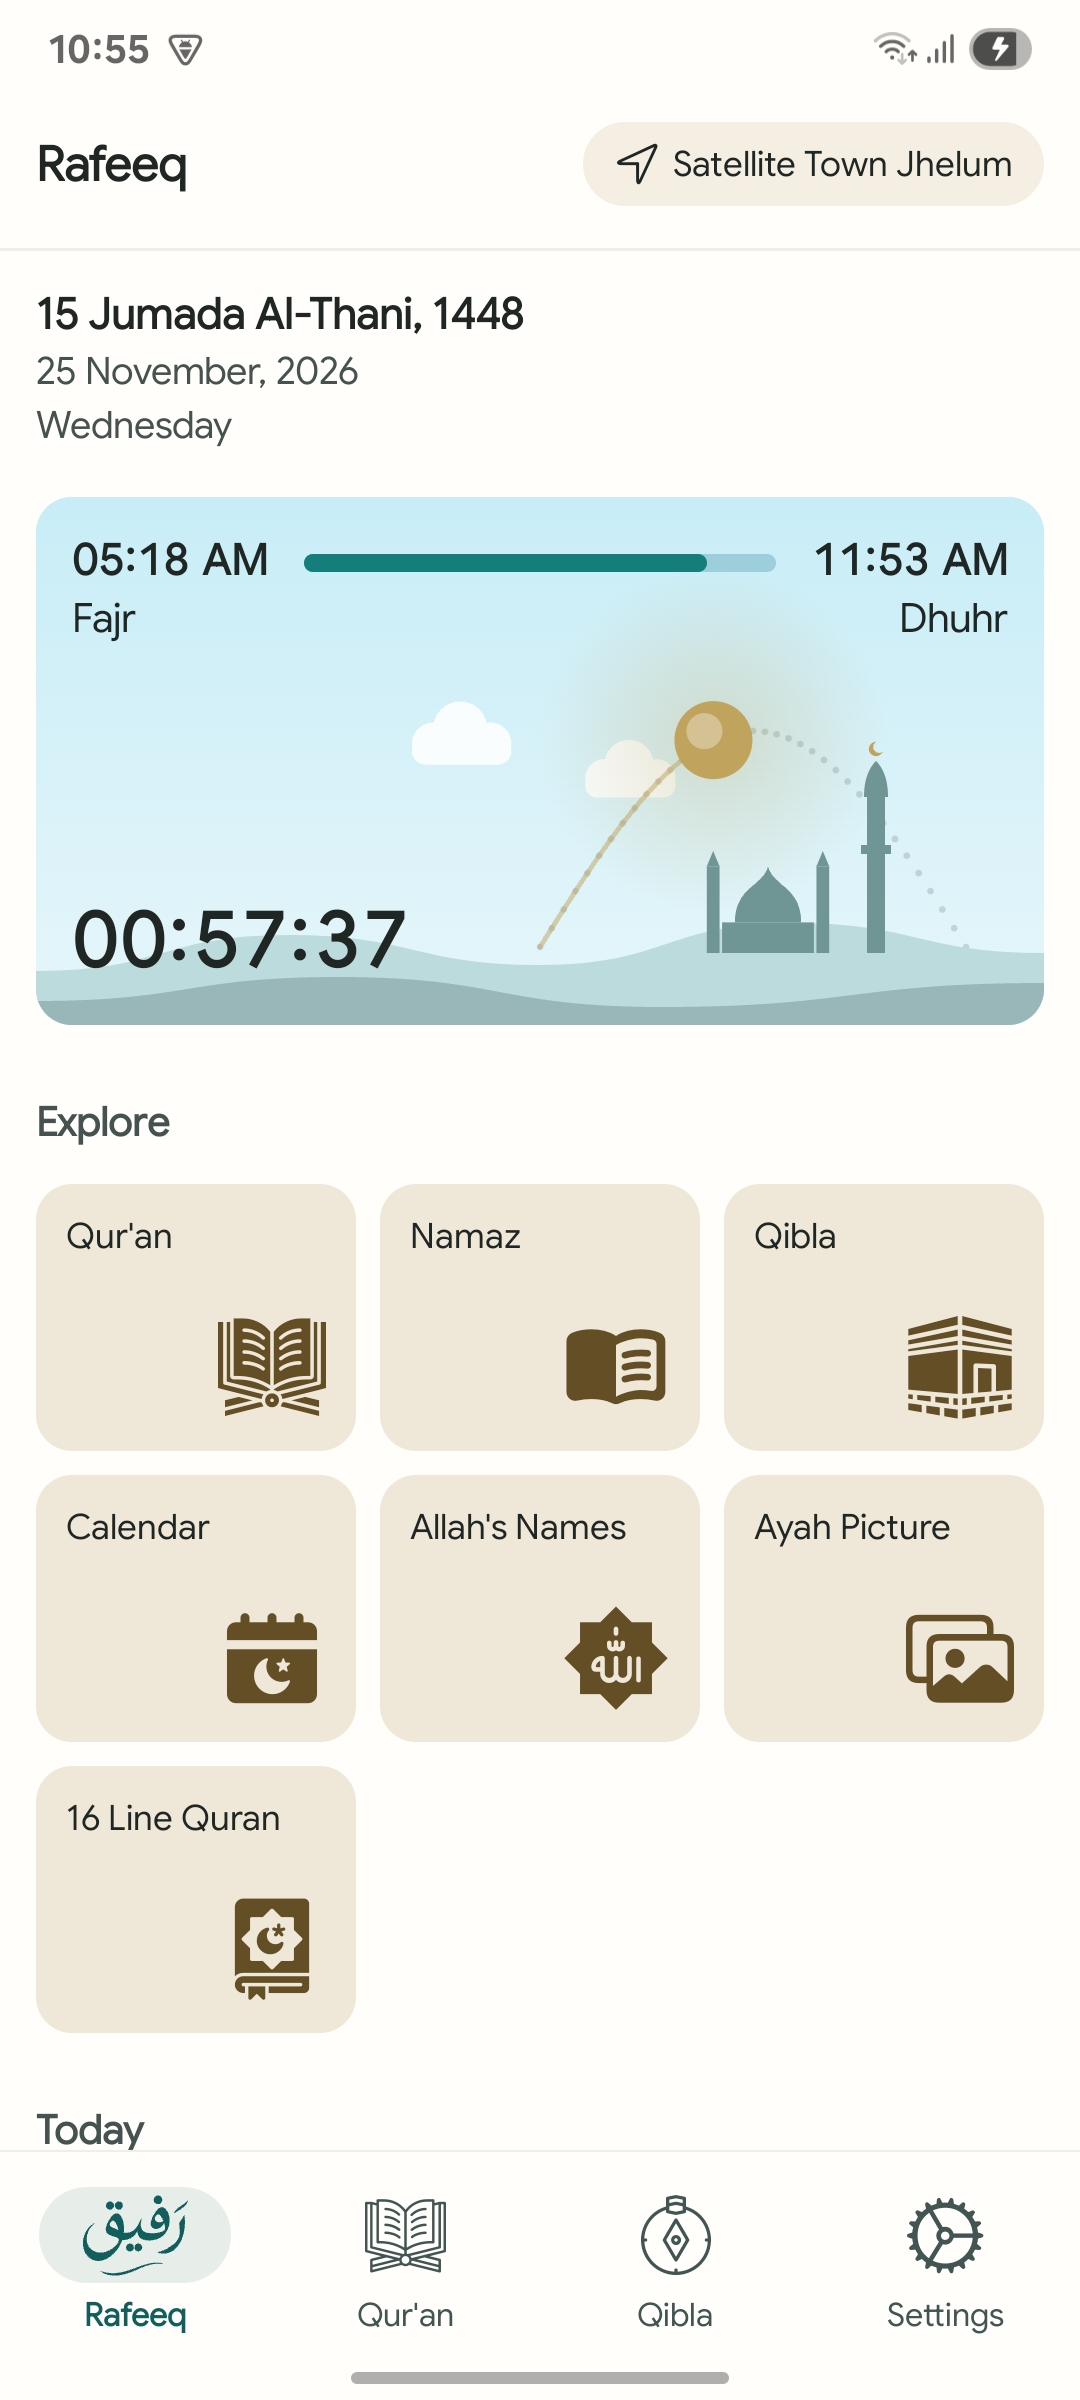 10:55
Rafeeq
Satellite Town Jhelum
15 Jumada Al-Thani, 1448
25 November, 2026
Wednesday
05:18 AM
11:53 AM
Fajr
Dhuhr
00:57:37
Explore
Qur'an
Namaz
Qibla
Calendar
Allah's Names
Ayah Picture
الله
16 Line Quran
Today
رَفيق
Rafeeq
Qur'an
Qibla
Settings